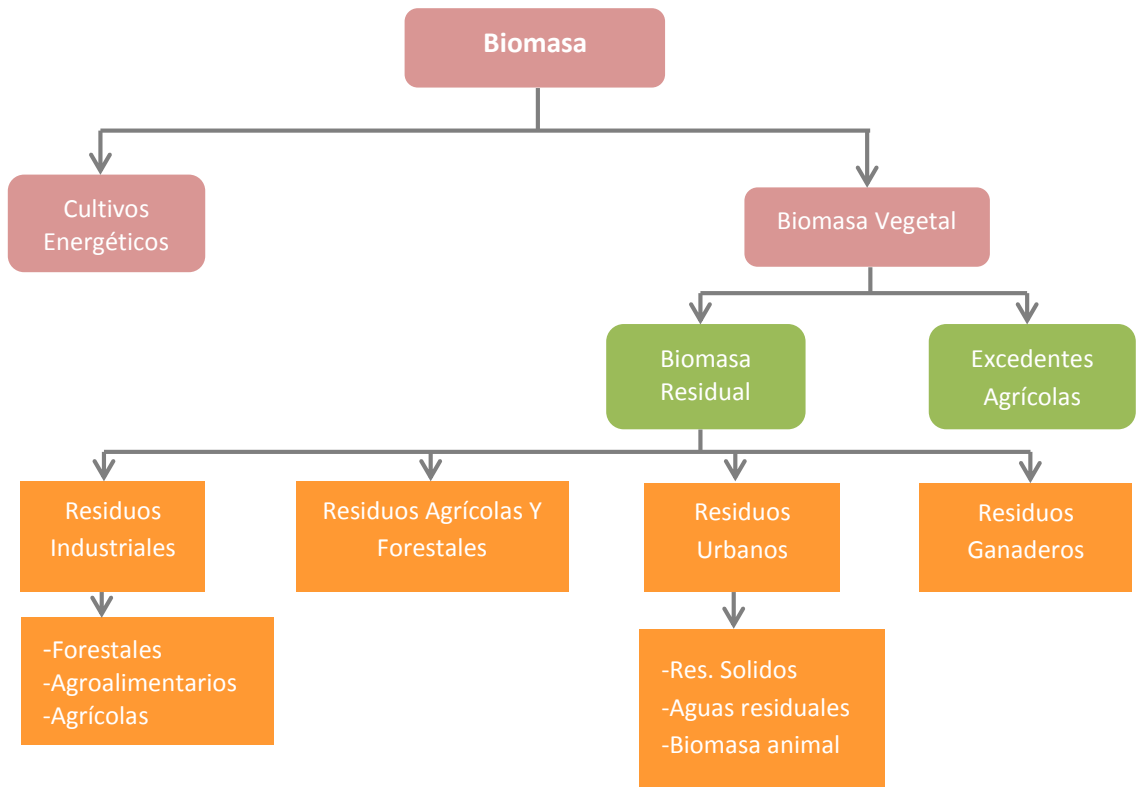 Biomasa
Cultivos
Energéticos
Biomasa Vegetal
Biomasa
Residual
Excedentes
Agrícolas
Residuos
Industriales
Residuos Agrícolas Y
Forestales
Residuos
Urbanos
Residuos
Ganaderos
-Forestales
-Agroalimentarios
-Agrícolas
-Res. Solidos
-Aguas residuales
-Biomasa animal